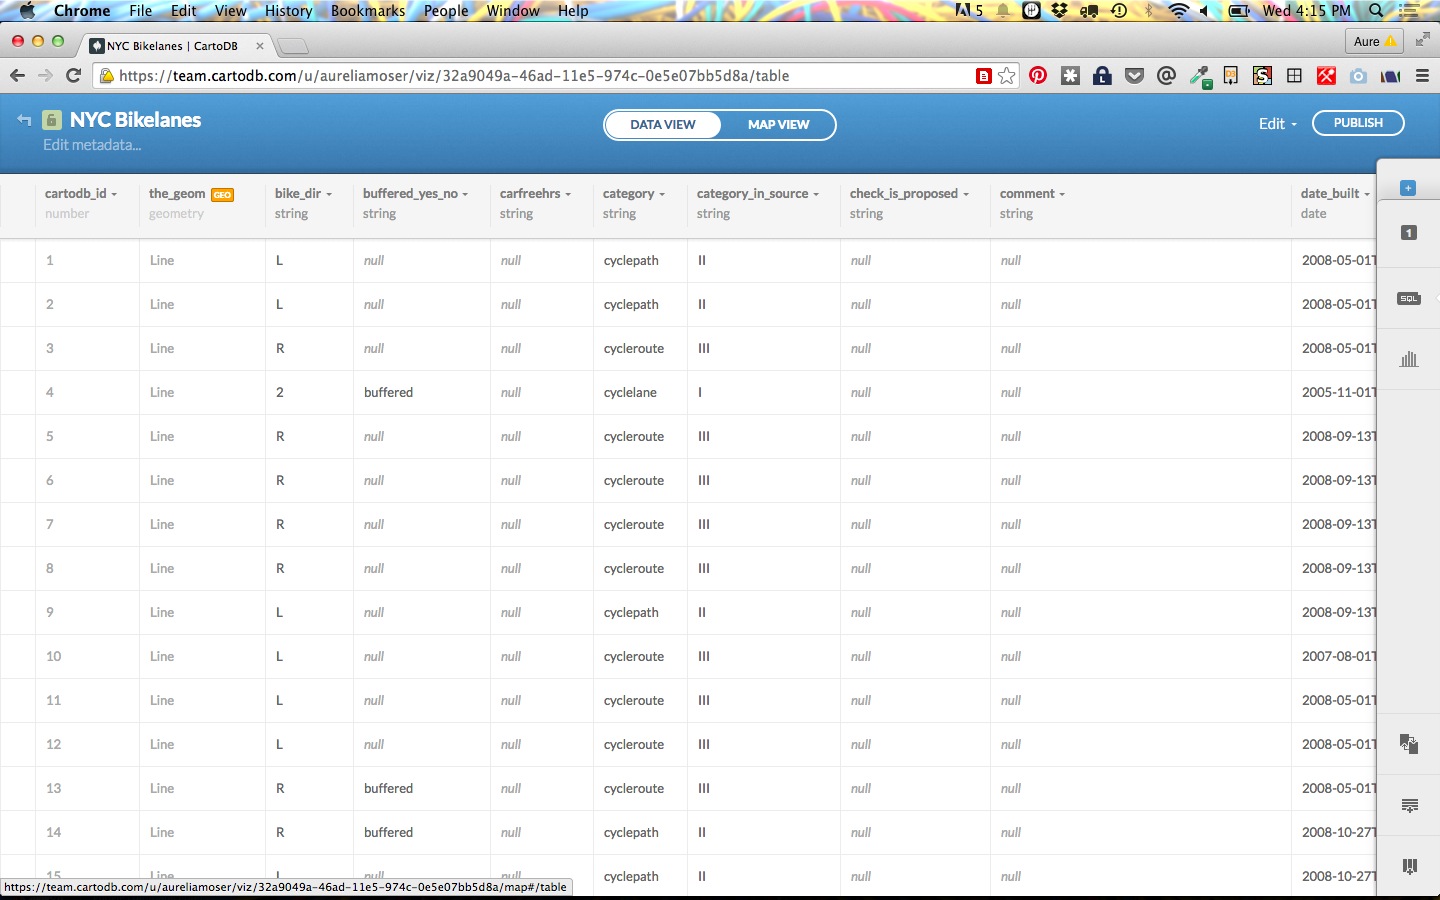 Chrome File Edit View History Bookmarks People Window Help 5 Wed 4:15 PM
NYC Bikelanes | CartoDB × Aure
https://team.cartodb.com/u/aureliamoser/viz/32a9049a-46ad-11e5-974c-0e5e07bb5d8a/table
NYC Bikelanes DATA VIEW MAP VIEW Edit PUBLISH
Edit metadata...
cartodb_id the_geom GEO bike_dir buffered_yes_no carfreehrs category category_in_source check_is_proposed comment date_built
number geometry string string string string string string string date
1 Line L null null cyclepath II null null 2008-05-01T
2 Line L null null cyclepath II null null 2008-05-01T
3 Line R null null cycleroute III null null 2008-05-01T
4 Line 2 buffered null cyclelane I null null 2005-11-01T
5 Line R null null cycleroute III null null 2008-09-13T
6 Line R null null cycleroute III null null 2008-09-13T
7 Line R null null cycleroute III null null 2008-09-13T
8 Line R null null cycleroute III null null 2008-09-13T
9 Line L null null cyclepath II null null 2008-09-13T
10 Line L null null cycleroute III null null 2007-08-01T
11 Line L null null cycleroute III null null 2008-05-01T
12 Line L null null cycleroute III null null 2008-05-01T
13 Line R buffered null cycleroute III null null 2008-05-01T
14 Line R buffered null cyclepath II null null 2008-10-27T
15 Line L null null cyclepath II null null 2008-10-27T
https://team.cartodb.com/u/aureliamoser/viz/32a9049a-46ad-11e5-974c-0e5e07bb5d8a/map#/table
1
SQL